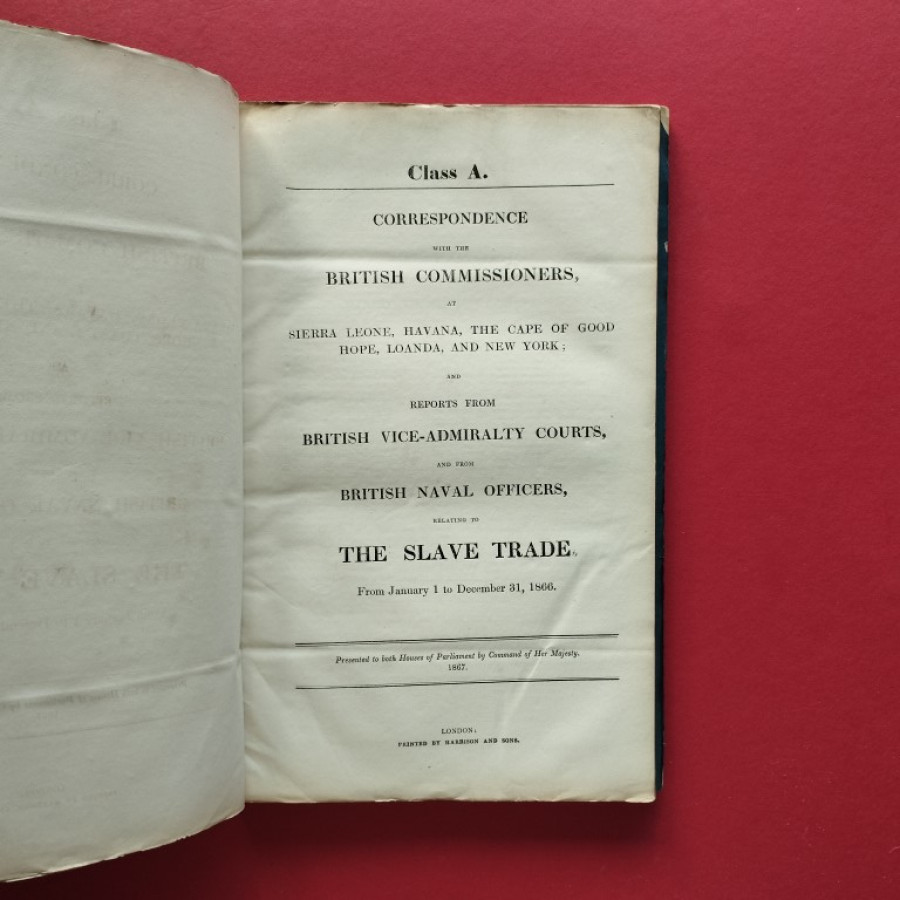 Class A.
CORRESPONDENCE
WITH THE
BRITISH COMMISSIONERS,
AT
SIERRA LEONE, HAVANA, THE CAPE OF GOOD
HOPE, LOANDA, AND NEW YORK;
AND
REPORTS FROM
BRITISH VICE-ADMIRALTY COURTS,
AND FROM
BRITISH NAVAL OFFICERS,
RELATING TO
THE SLAVE TRADE.
From January 1 to December 31, 1866.
Presented to both Houses of Parliament by Command of Her Majesty.
1867.
LONDON:
PRINTED BY HARRISON AND SONS.